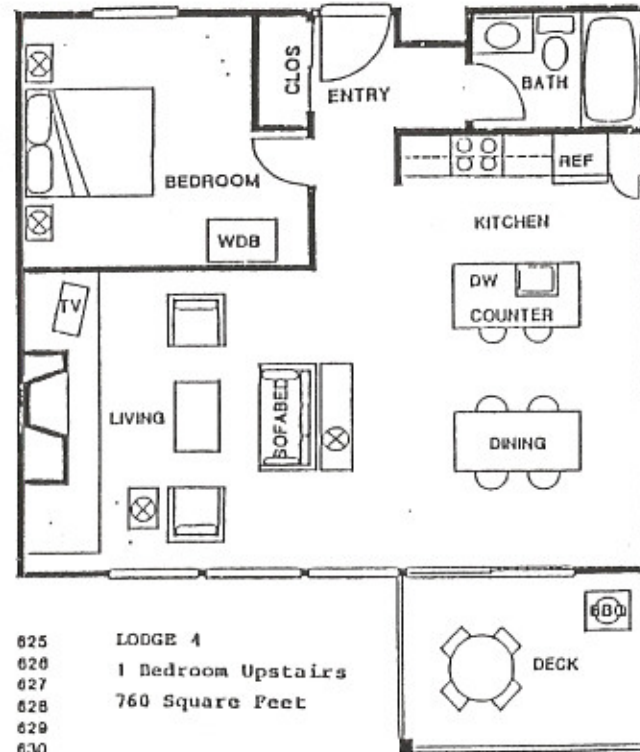 CLOS
ENTRY
BATH
BEDROOM
REF
KITCHEN
WDB
DW
COUNTER
TV
LIVING
SOFABED
DINING
BBQ
DECK
625
626
627
628
629
630
LODGE 4
1 Bedroom Upstairs
760 Square Feet